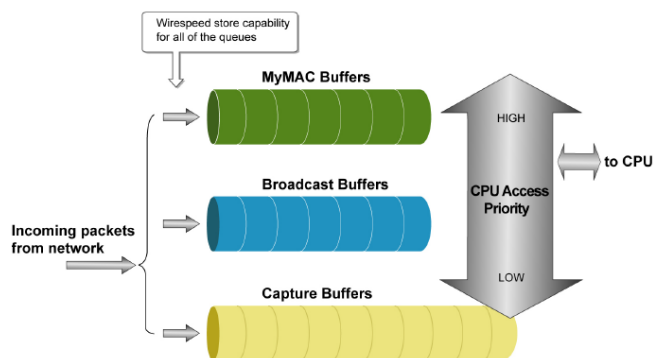 Wirespeed store capability
for all of the queues
MyMAC Buffers
HIGH
to CPU
Broadcast Buffers
CPU Access
Priority
Incoming packets
from network
LOW
Capture Buffers